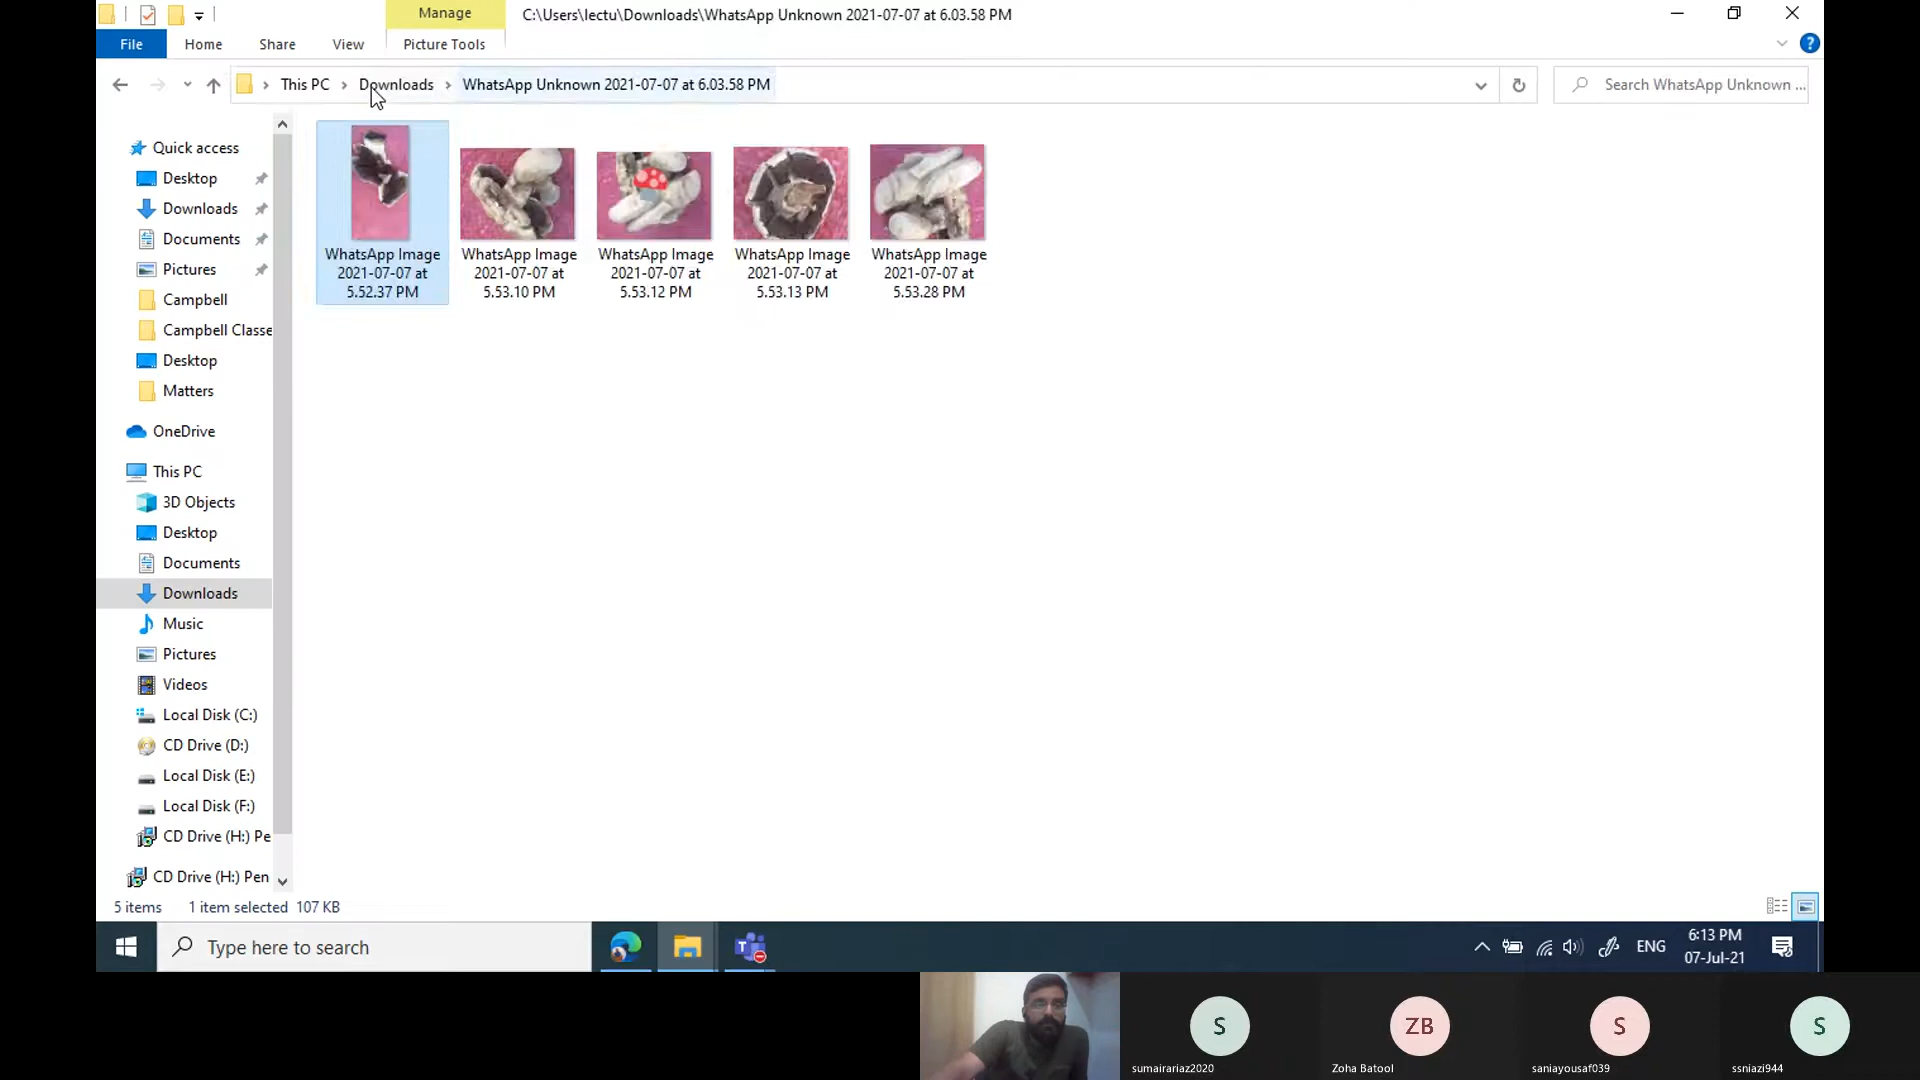 Manage
C:\Users\lectu\Downloads\WhatsApp Unknown 2021-07-07 at 6.03.58 PM
File
Home
Share
View
Picture Tools
This PC
Downloads
WhatsApp Unknown 2021-07-07 at 6.03.58 PM
Search WhatsApp Unknown ...
Quick access
Desktop
Downloads
Documents
Pictures
Campbell
Campbell Classe
Desktop
Matters
OneDrive
This PC
3D Objects
Desktop
Documents
Downloads
Music
Pictures
Videos
Local Disk (C:)
CD Drive (D:)
Local Disk (E:)
Local Disk (F:)
CD Drive (H:) Pe
CD Drive (H:) Pen
WhatsApp Image
2021-07-07 at
5.52.37 PM
WhatsApp Image
2021-07-07 at
5.53.10 PM
WhatsApp Image
2021-07-07 at
5.53.12 PM
WhatsApp Image
2021-07-07 at
5.53.13 PM
WhatsApp Image
2021-07-07 at
5.53.28 PM
5 items
1 item selected 107 KB
Type here to search
ENG
6:13 PM
07-Jul-21
S
sumairariaz2020
ZB
Zoha Batool
S
saniayousaf039
S
ssniazi944